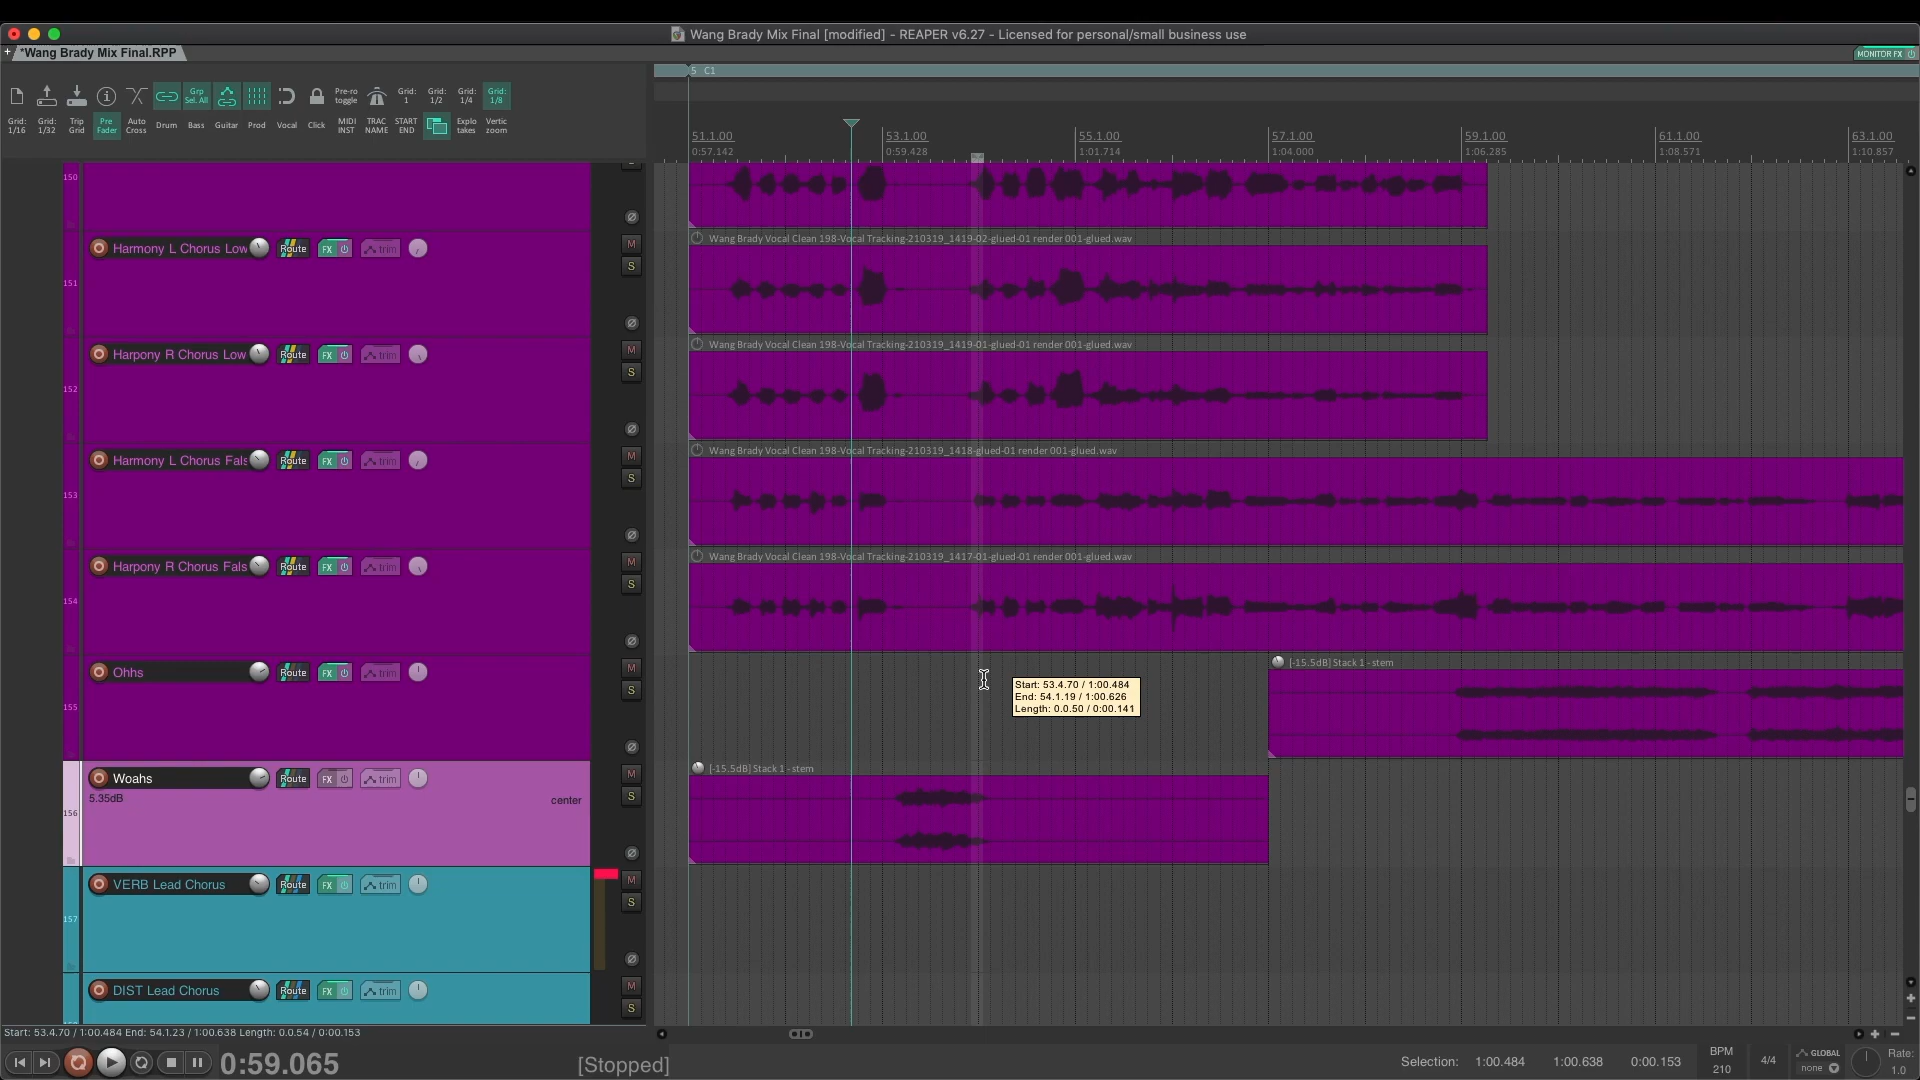 Wang Brady Mix Final [modified] - REAPER v6.27 - Licensed for personal/small business use
+ *Wang Brady Mix Final.RPP
MONITOR FX
5 C1
Grp Sel. All
Pre-ro toggle
Grid: 1
Grid: 1/2
Grid: 1/4
Grid: 1/8
Grid: 1/16
Grid: 1/32
Trip Grid
Pre Fader
Auto Cross
Drum
Bass
Guitar
Prod
Vocal
Click
MIDI INST
TRAC NAME
START END
Explo takes
Vertic zoom
51.1.00
53.1.00
55.1.00
57.1.00
59.1.00
61.1.00
63.1.00
0:57.142
0:59.428
1:01.714
1:04.000
1:06.285
1:08.571
1:10.857
150
Wang Brady Vocal Clean 198-Vocal Tracking-210319_1419-02-glued-01 render 001-glued.wav
Harmony L Chorus Low
Route
FX
trim
M
S
151
Wang Brady Vocal Clean 198-Vocal Tracking-210319_1419-01-glued-01 render 001-glued.wav
Harpony R Chorus Low
Route
FX
trim
M
S
152
Wang Brady Vocal Clean 198-Vocal Tracking-210319_1418-glued-01 render 001-glued.wav
Harmony L Chorus Fals
Route
FX
trim
M
S
153
Wang Brady Vocal Clean 198-Vocal Tracking-210319_1417-01-glued-01 render 001-glued.wav
Harpony R Chorus Fals
Route
FX
trim
M
S
154
[-15.5dB] Stack 1 - stem
Ohhs
Route
FX
trim
M
S
155
Start: 53.4.70 / 1:00.484
End: 54.1.19 / 1:00.626
Length: 0.0.50 / 0:00.141
[-15.5dB] Stack 1 - stem
Woahs
Route
FX
trim
M
S
5.35dB
center
156
VERB Lead Chorus
Route
FX
trim
M
S
157
DIST Lead Chorus
Route
FX
trim
M
S
Start: 53.4.70 / 1:00.484 End: 54.1.23 / 1:00.638 Length: 0.0.54 / 0:00.153
0:59.065
[Stopped]
Selection:
1:00.484
1:00.638
0:00.153
BPM
210
4/4
GLOBAL
none
Rate:
1.0